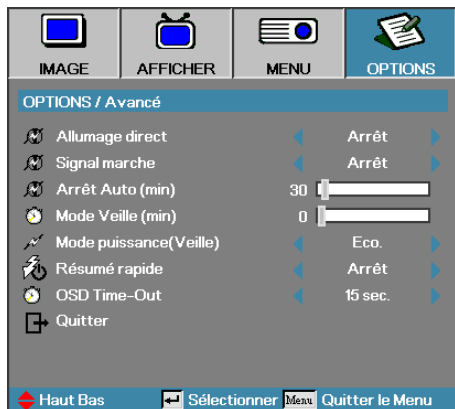 IMAGE AFFICHER MENU OPTIONS
OPTIONS / Avancé
Allumage direct Arrêt
Signal marche Arrêt
Arrêt Auto (min) 30
Mode Veille (min) 0
Mode puissance(Veille) Eco.
Résumé rapide Arrêt
OSD Time-Out 15 sec.
Quitter
Haut Bas Sélectionner Menu Quitter le Menu